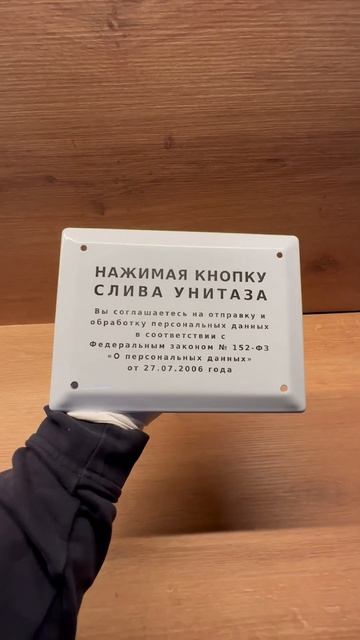 НАЖИМАЯ КНОПКУ
СЛИВА УНИТАЗА
Вы соглашаетесь на отправку и
обработку персональных данных
в соответствии с
Федеральным законом № 152-ФЗ
«О персональных данных»
от 27.07.2006 года